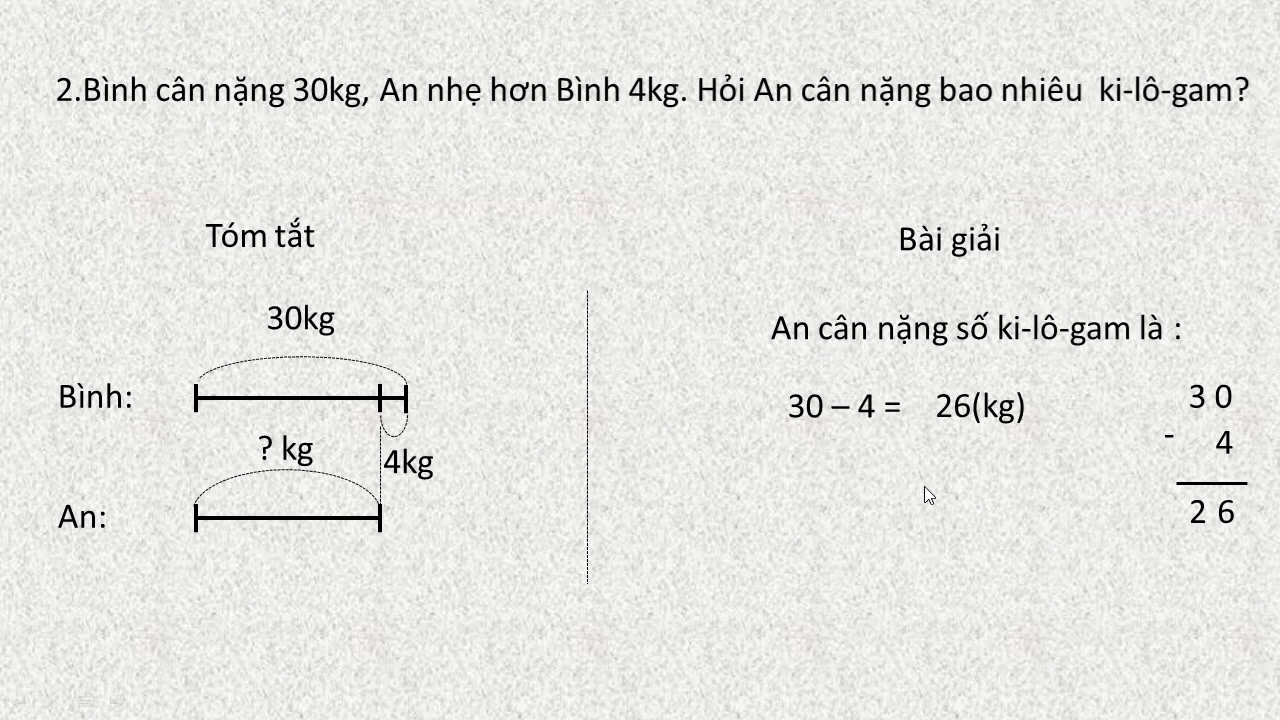 2.Bình cân nặng 30kg, An nhẹ hơn Bình 4kg. Hỏi An cân nặng bao nhiêu ki-lô-gam?
Tóm tắt
30kg
Bình:
? kg
4kg
An:
Bài giải
An cân nặng số ki-lô-gam là :
30 – 4 = 26(kg)
3 0
- 4
2 6